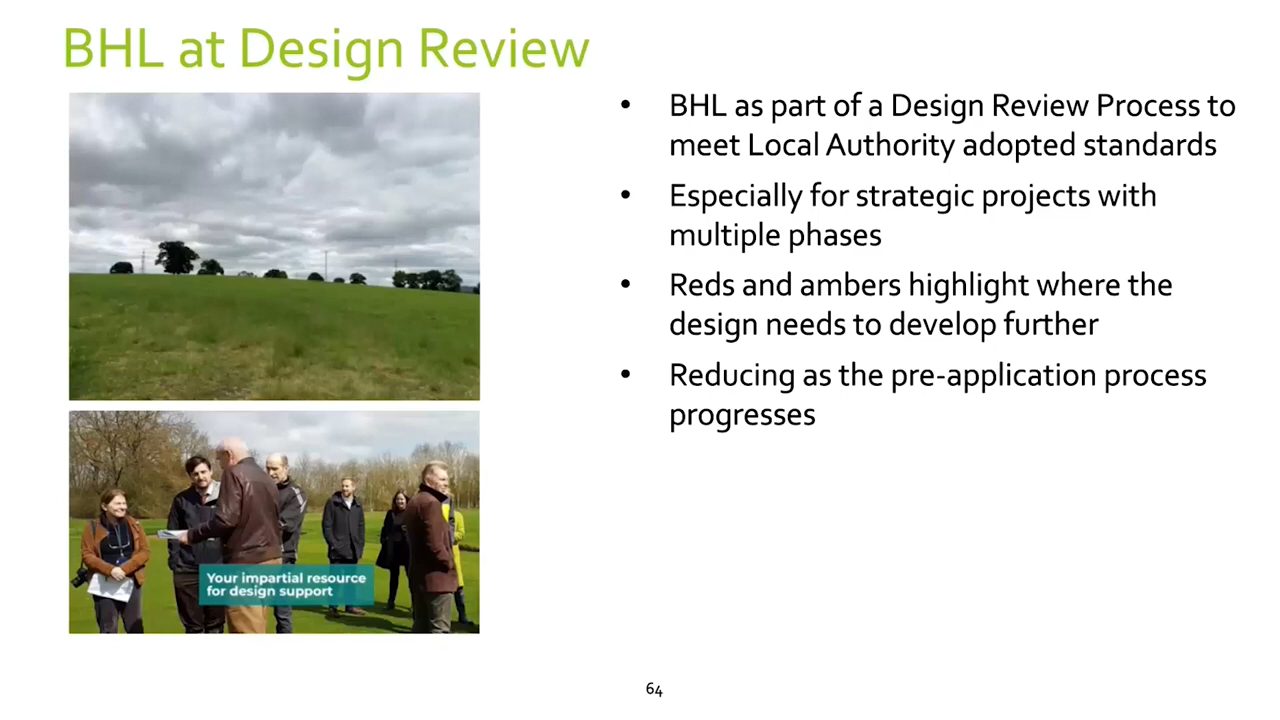 BHL at Design Review
• BHL as part of a Design Review Process to
meet Local Authority adopted standards
• Especially for strategic projects with
multiple phases
• Reds and ambers highlight where the
design needs to develop further
• Reducing as the pre-application process
progresses
Your impartial resource
for design support
64